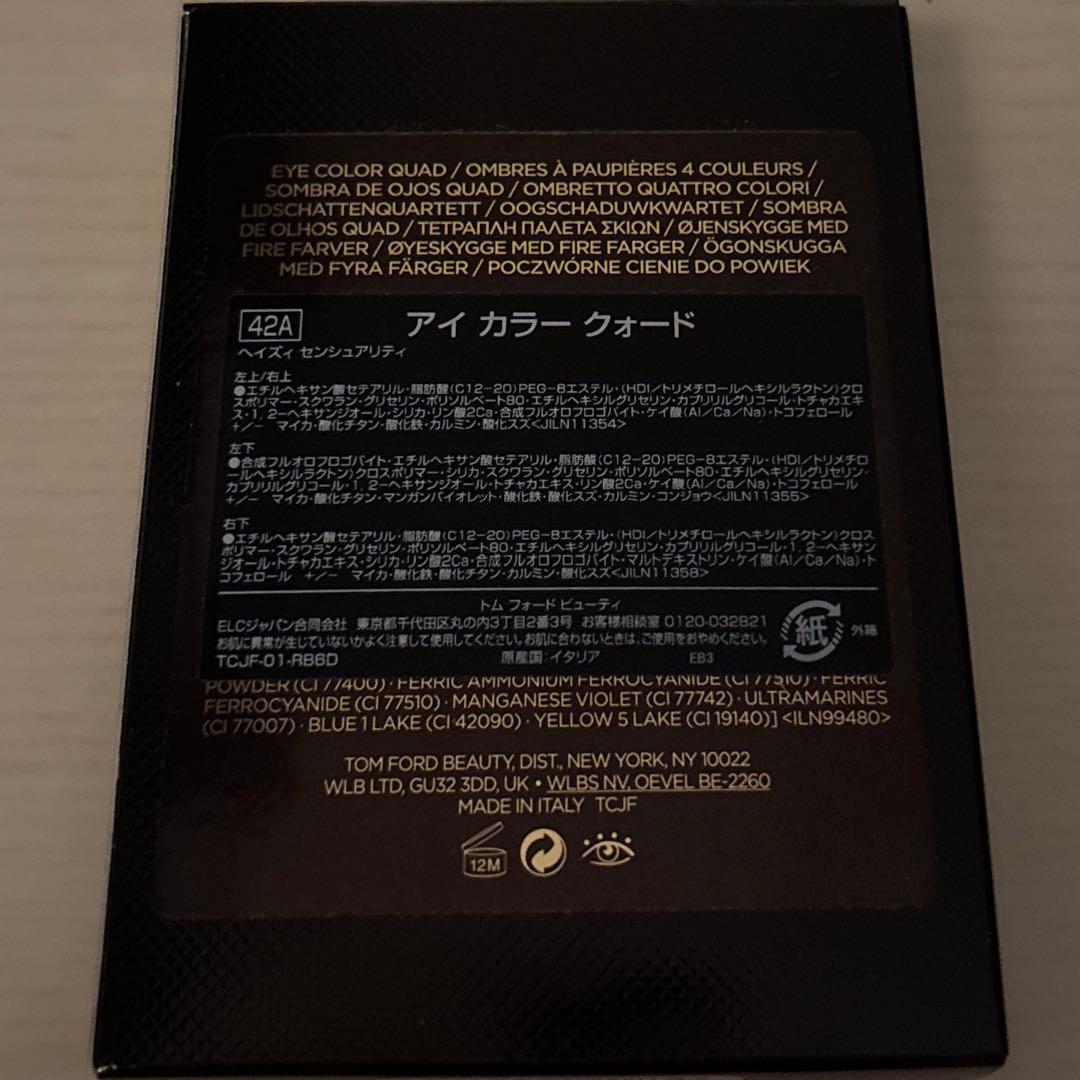 EYE COLOR QUAD / OMBRES À PAUPIÈRES 4 COULEURS /
SOMBRA DE OJOS QUAD / OMBRETTO QUATTRO COLORI /
LIDSCHATTENQUARTETT / OOGSCHADUWKWARTET / SOMBRA
DE OLHOS QUAD / ΤΕΤΡΑΠΛΗ ΠΑΛΕΤΑ ΣΚΙΩΝ / ØJENSKYGGE MED
FIRE FARVER / ØYESKYGGE MED FIRE FARGER / ÖGONSKUGGA
MED FYRA FÄRGER / POCZWÓRNE CIENIE DO POWIEK
42A アイ カラー クォード
ヘイズィ センシュアリティ
左上/右上
●エチルヘキサン酸セテアリル・脂肪酸(C12-20)PEG-8エステル・(HDI/トリメチロールヘキシルラクトン)クロ
スポリマー・スクワラン・グリセリン・ポリソルベート80・エチルヘキシルグリセリン・カプリリルグリコール・トチャカエキ
ス・1, 2-ヘキサンジオール・シリカ・リン酸2Ca・合成フルオロフロゴパイト・ケイ酸(Al/Ca/Na)・トコフェロール
+/- マイカ・酸化チタン・酸化鉄・カルミン・酸化スズ<JILN11354>
左下
●合成フルオロフロゴパイト・エチルヘキサン酸セテアリル・脂肪酸(C12-20)PEG-8エステル・(HDI/トリメチロ
ールヘキシルラクトン)クロスポリマー・シリカ・スクワラン・グリセリン・ポリソルベート80・エチルヘキシルグリセリン・
カプリリルグリコール・1, 2-ヘキサンジオール・トチャカエキス・リン酸2Ca・ケイ酸(Al/Ca/Na)・トコフェロール
+/- マイカ・酸化チタン・マンガンバイオレット・酸化鉄・酸化スズ・カルミン・コンジョウ<JILN11355>
右下
●エチルヘキサン酸セテアリル・脂肪酸(C12-20)PEG-8エステル・(HDI/トリメチロールヘキシルラクトン)クロス
ポリマー・スクワラン・グリセリン・ポリソルベート80・エチルヘキシルグリセリン・カプリリルグリコール・1, 2-ヘキサン
ジオール・トチャカエキス・シリカ・リン酸2Ca・合成フルオロフロゴパイト・マルトデキストリン・ケイ酸(Al/Ca/Na)・ト
コフェロール +/- マイカ・酸化鉄・酸化チタン・カルミン・酸化スズ<JILN11358>
トム フォード ビューティ
ELCジャパン合同会社 東京都千代田区丸の内3丁目2番3号 お客様相談室 0120-032821
お肌に異常が生じていないかよく注意して使用してください。お肌に合わないときは、ご使用をおやめください。
TCJF-01-RB6D 原産国:イタリア EB3
紙 外箱
POWDER (CI 77400) · FERRIC AMMONIUM FERROCYANIDE (CI 77510) · FERRIC
FERROCYANIDE (CI 77510) · MANGANESE VIOLET (CI 77742) · ULTRAMARINES
(CI 77007) · BLUE 1 LAKE (CI 42090) · YELLOW 5 LAKE (CI 19140)] <ILN99480>
TOM FORD BEAUTY, DIST., NEW YORK, NY 10022
WLB LTD, GU32 3DD, UK • WLBS NV. OEVEL BE-2260
MADE IN ITALY TCJF
12M